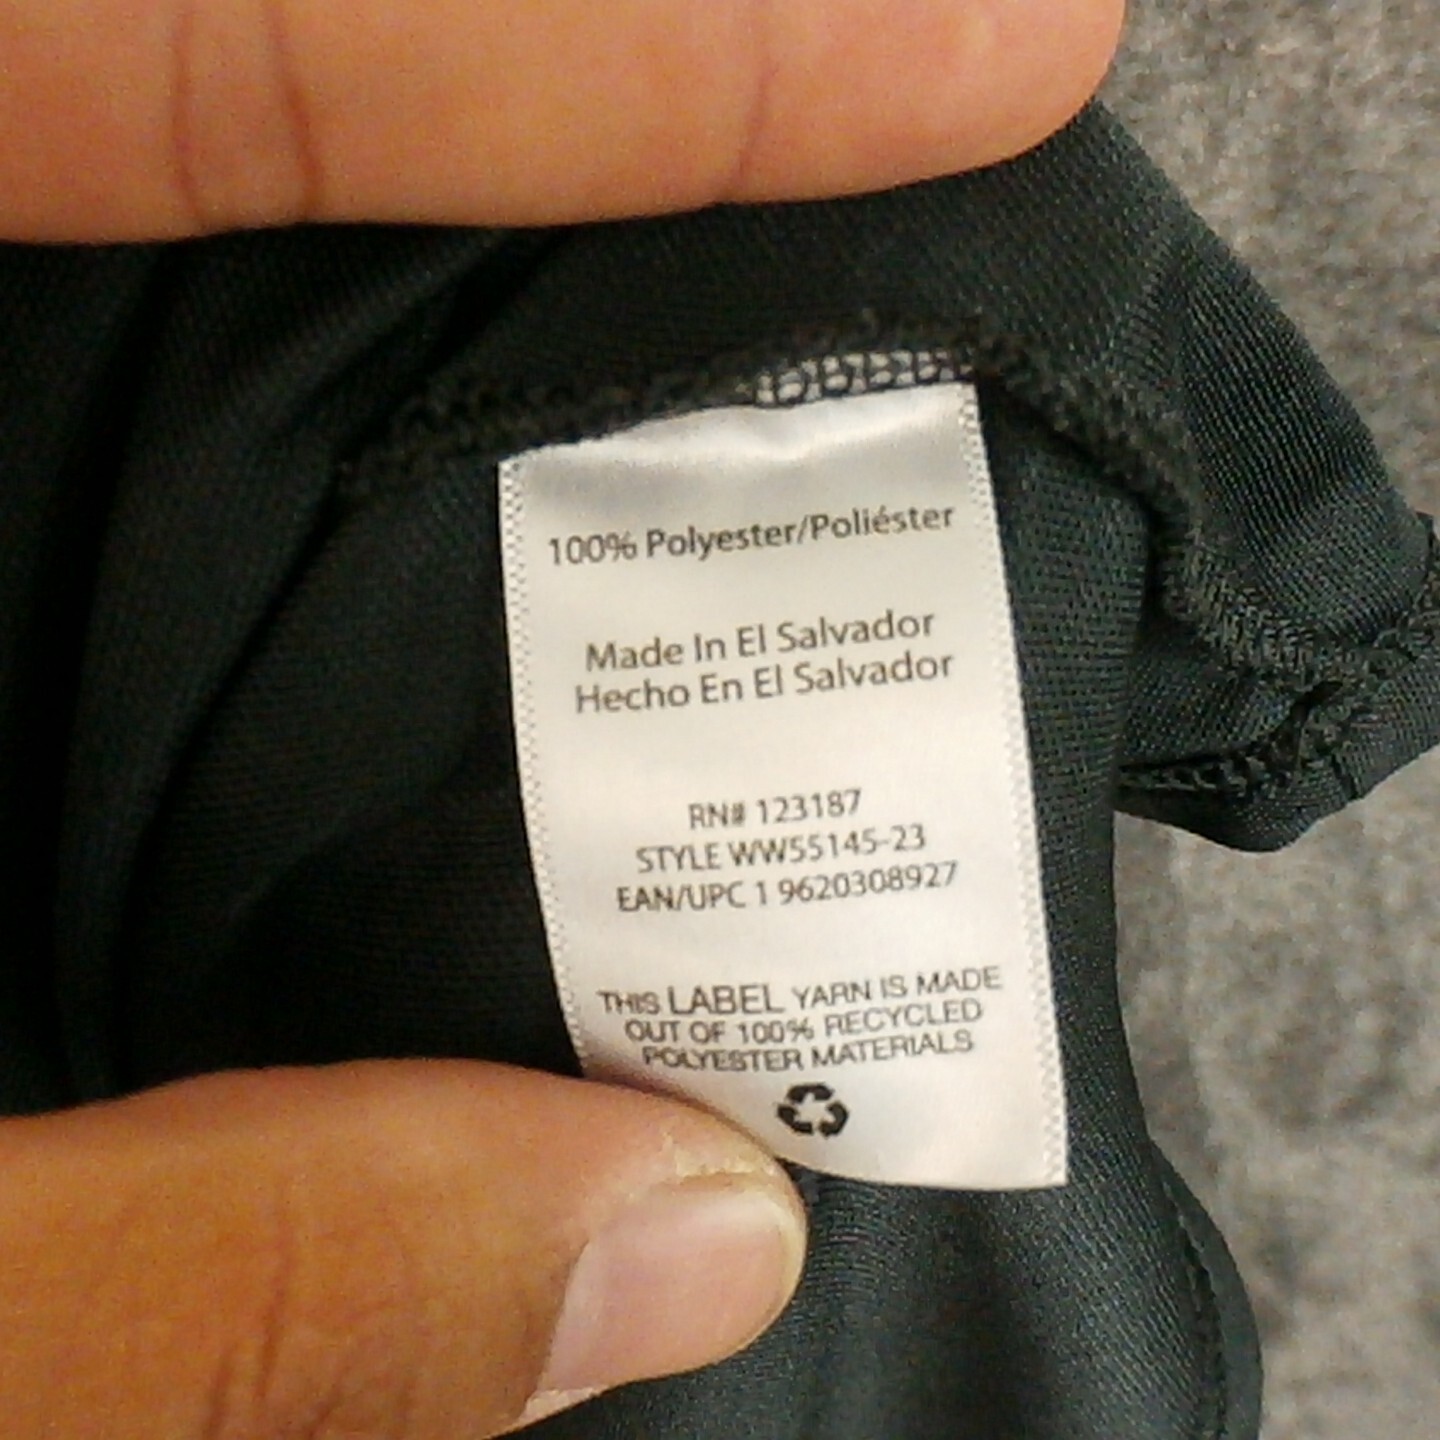 100% Polyester/Poliéster
Made In El Salvador
Hecho En El Salvador
RN# 123187
STYLE WW55145-23
EAN/UPC 1 9620308927
THIS LABEL YARN IS MADE
OUT OF 100% RECYCLED
POLYESTER MATERIALS